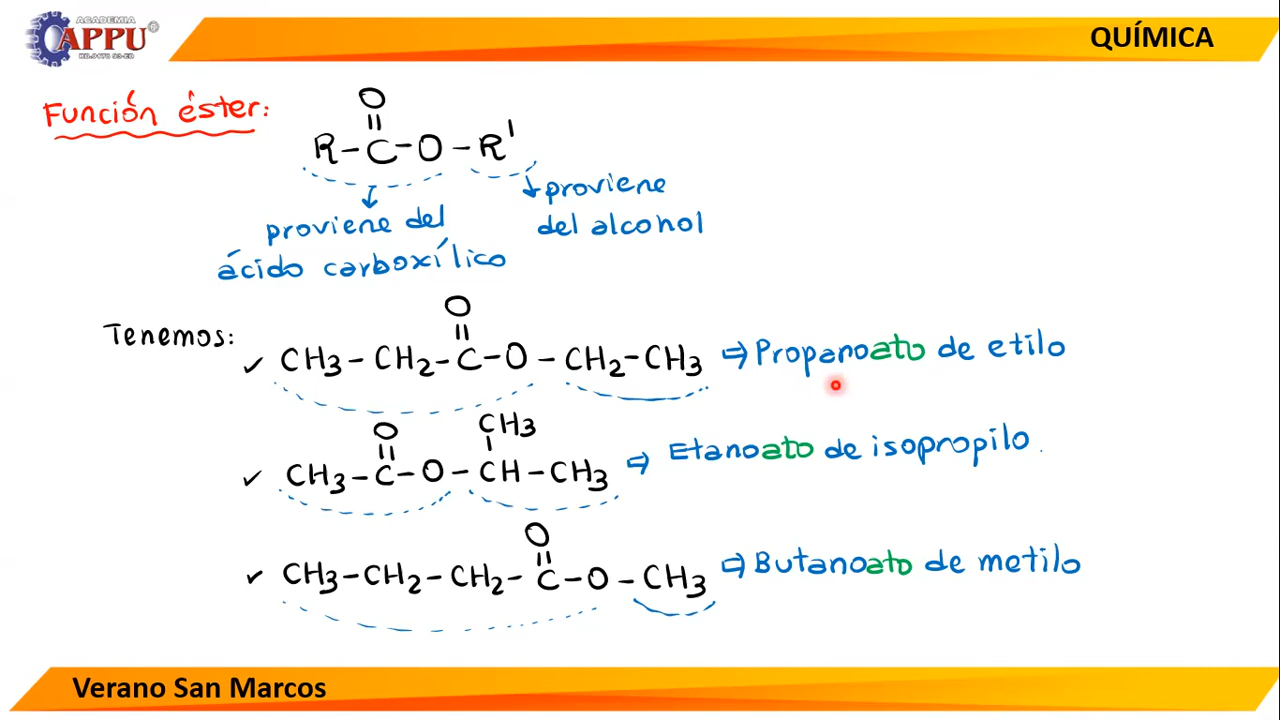 ACADEMIA
APPU®
QUÍMICA
Función éster:
O
R-C-O-R'
proviene del
ácido carboxílico
proviene
del alcohol
Tenemos:
O
✓ CH3-CH2-C-O-CH2-CH3 ⇒ Propanoato de etilo
O CH3
✓ CH3-C-O-CH-CH3 ⇒ Etanoato de isopropilo.
O
✓ CH3-CH2-CH2-C-O-CH3 ⇒ Butanoato de metilo
Verano San Marcos